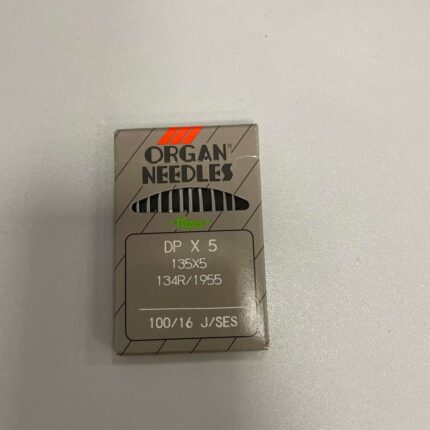 ORGAN®
NEEDLES
-10pcs-
DP X 5
135X5
134R/1955
100/16 J/SES